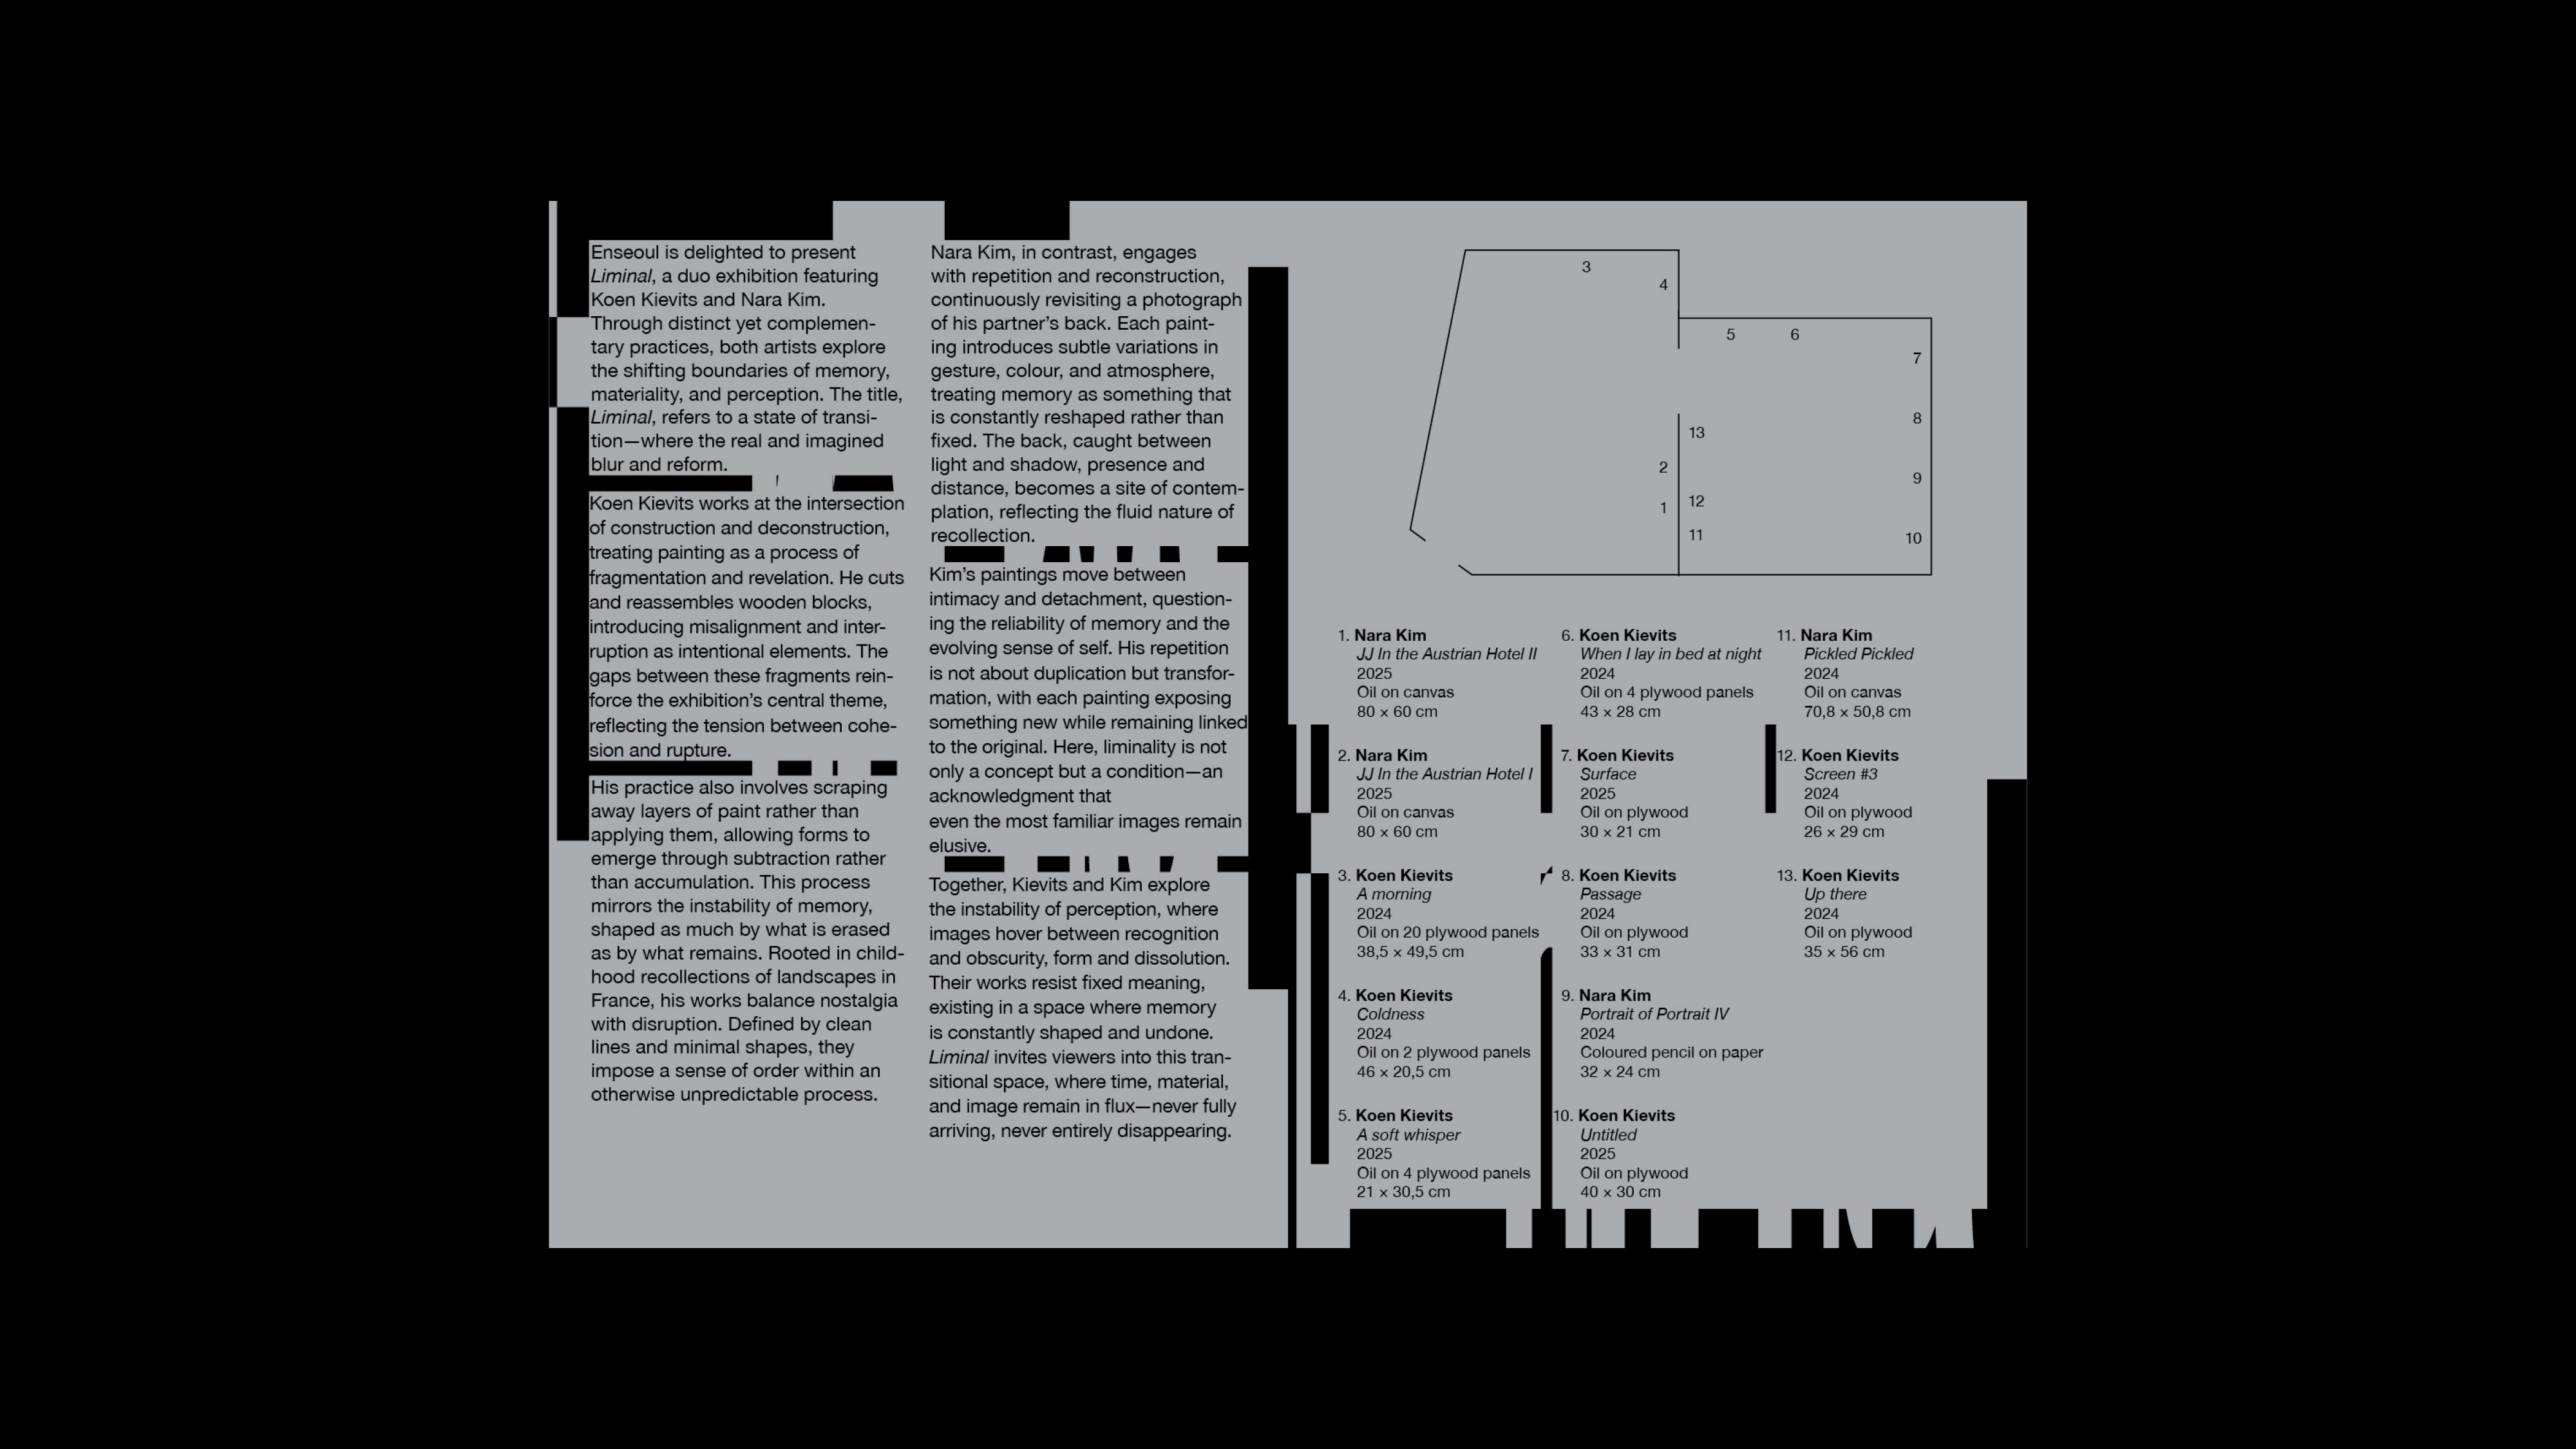 Enseoul is delighted to present
Liminal, a duo exhibition featuring
Koen Kievits and Nara Kim.
Through distinct yet complemen-
tary practices, both artists explore
the shifting boundaries of memory,
materiality, and perception. The title,
Liminal, refers to a state of transi-
tion—where the real and imagined
blur and reform.
Koen Kievits works at the intersection
of construction and deconstruction,
treating painting as a process of
fragmentation and revelation. He cuts
and reassembles wooden blocks,
introducing misalignment and inter-
ruption as intentional elements. The
gaps between these fragments rein-
force the exhibition’s central theme,
reflecting the tension between cohe-
sion and rupture.
His practice also involves scraping
away layers of paint rather than
applying them, allowing forms to
emerge through subtraction rather
than accumulation. This process
mirrors the instability of memory,
shaped as much by what is erased
as by what remains. Rooted in child-
hood recollections of landscapes in
France, his works balance nostalgia
with disruption. Defined by clean
lines and minimal shapes, they
impose a sense of order within an
otherwise unpredictable process.
Nara Kim, in contrast, engages
with repetition and reconstruction,
continuously revisiting a photograph
of his partner’s back. Each paint-
ing introduces subtle variations in
gesture, colour, and atmosphere,
treating memory as something that
is constantly reshaped rather than
fixed. The back, caught between
light and shadow, presence and
distance, becomes a site of contem-
plation, reflecting the fluid nature of
recollection.
Kim’s paintings move between
intimacy and detachment, question-
ing the reliability of memory and the
evolving sense of self. His repetition
is not about duplication but transfor-
mation, with each painting exposing
something new while remaining linked
to the original. Here, liminality is not
only a concept but a condition—an
acknowledgment that
even the most familiar images remain
elusive.
Together, Kievits and Kim explore
the instability of perception, where
images hover between recognition
and obscurity, form and dissolution.
Their works resist fixed meaning,
existing in a space where memory
is constantly shaped and undone.
Liminal invites viewers into this tran-
sitional space, where time, material,
and image remain in flux—never fully
arriving, never entirely disappearing.
3
4
5
6
7
8
13
2
9
12
1
11
10
1. Nara Kim
JJ In the Austrian Hotel II
2025
Oil on canvas
80 × 60 cm
2. Nara Kim
JJ In the Austrian Hotel I
2025
Oil on canvas
80 × 60 cm
3. Koen Kievits
A morning
2024
Oil on 20 plywood panels
38,5 × 49,5 cm
4. Koen Kievits
Coldness
2024
Oil on 2 plywood panels
46 × 20,5 cm
5. Koen Kievits
A soft whisper
2025
Oil on 4 plywood panels
21 × 30,5 cm
6. Koen Kievits
When I lay in bed at night
2024
Oil on 4 plywood panels
43 × 28 cm
7. Koen Kievits
Surface
2025
Oil on plywood
30 × 21 cm
8. Koen Kievits
Passage
2024
Oil on plywood
33 × 31 cm
9. Nara Kim
Portrait of Portrait IV
2024
Coloured pencil on paper
32 × 24 cm
10. Koen Kievits
Untitled
2025
Oil on plywood
40 × 30 cm
11. Nara Kim
Pickled Pickled
2024
Oil on canvas
70,8 × 50,8 cm
12. Koen Kievits
Screen #3
2024
Oil on plywood
26 × 29 cm
13. Koen Kievits
Up there
2024
Oil on plywood
35 × 56 cm